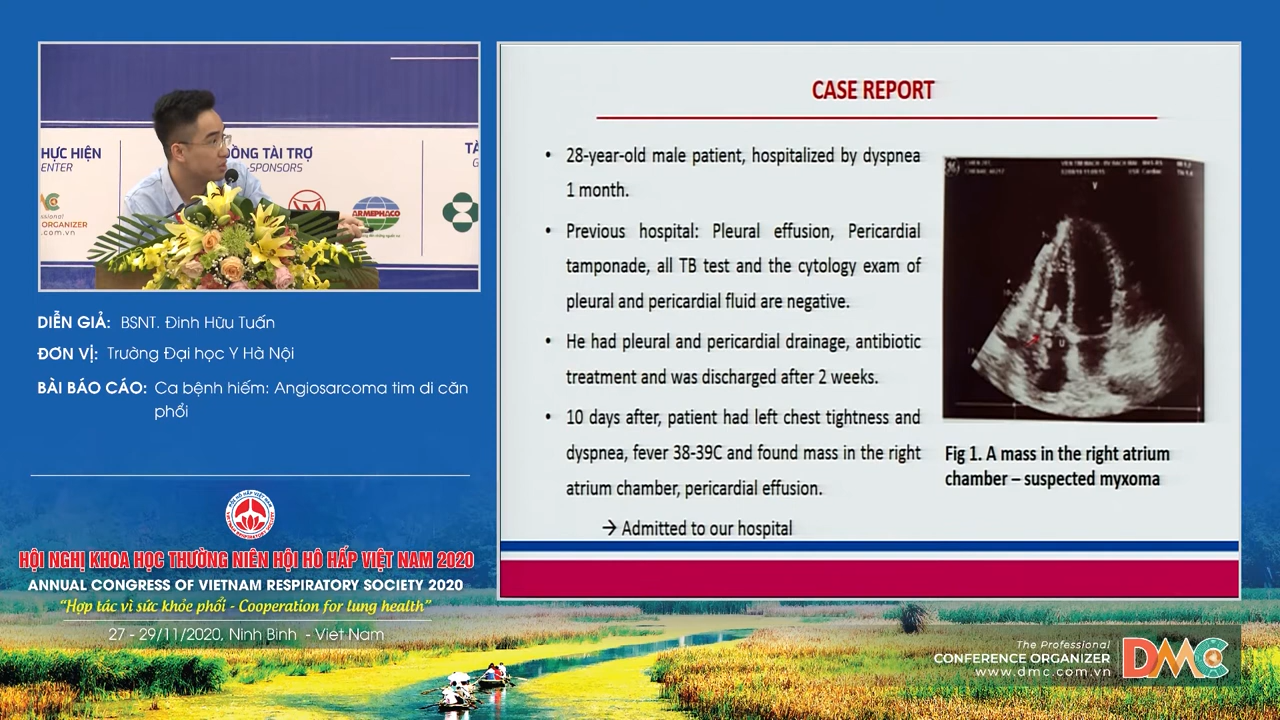 HỰC HIỆN
ENTER
ĐỒNG TÀI TRỢ
-SPONSORS
TÀ
G
ORGANIZER
.com.vn
ARMEPHACO
DIỄN GIẢ: BSNT. Đinh Hữu Tuấn
ĐƠN VỊ: Trường Đại học Y Hà Nội
BÀI BÁO CÁO: Ca bệnh hiếm: Angiosarcoma tim di căn
phổi
HỘI NGHỊ KHOA HỌC THƯỜNG NIÊN HỘI HÔ HẤP VIỆT NAM 2020
ANNUAL CONGRESS OF VIETNAM RESPIRATORY SOCIETY 2020
“Hợp tác vì sức khỏe phổi - Cooperation for lung health”
27 - 29/11/2020, Ninh Bình - Việt Nam
CASE REPORT
• 28-year-old male patient, hospitalized by dyspnea
1 month.
• Previous hospital: Pleural effusion, Pericardial
tamponade, all TB test and the cytology exam of
pleural and pericardial fluid are negative.
• He had pleural and pericardial drainage, antibiotic
treatment and was discharged after 2 weeks.
• 10 days after, patient had left chest tightness and
dyspnea, fever 38-39C and found mass in the right
atrium chamber, pericardial effusion.
→ Admitted to our hospital
V
Fig 1. A mass in the right atrium
chamber – suspected myxoma
The Professional
CONFERENCE ORGANIZER
www.dmc.com.vn
DMC